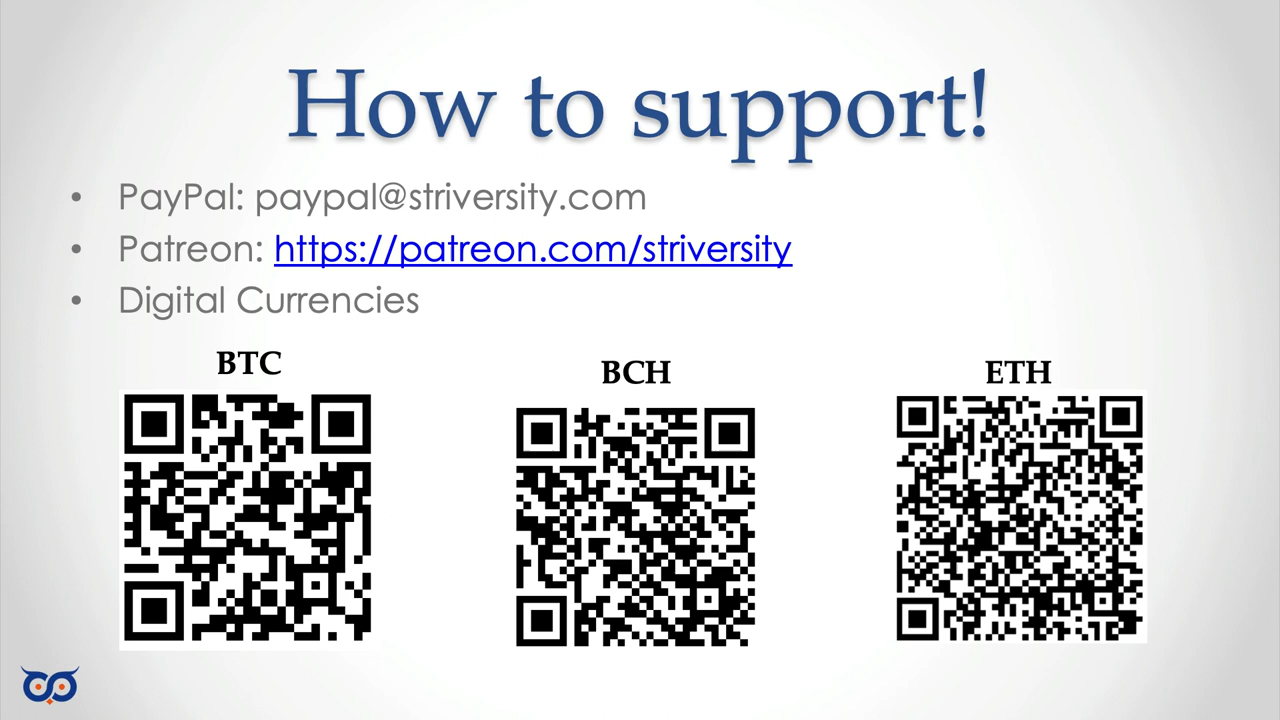 How to support!
• PayPal: paypal@striversity.com
• Patreon: https://patreon.com/striversity
• Digital Currencies
BTC
BCH
ETH